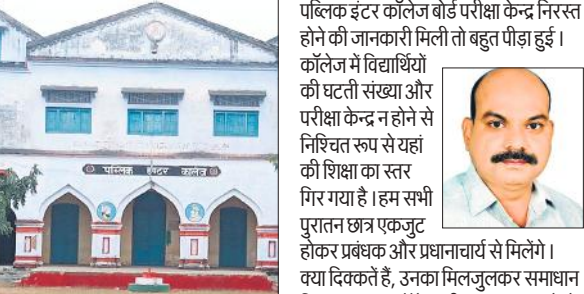 पब्लिक इंटर कॉलेज
पब्लिक इंटर कॉलेज बोर्ड परीक्षा केन्द्र निरस्त
होने की जानकारी मिली तो बहुत पीड़ा हुई।
कॉलेज में विद्यार्थियों
की घटती संख्या और
परीक्षा केन्द्र न होने से
निश्चित रूप से यहां
की शिक्षा का स्तर
गिर गया है। हम सभी
पुरातन छात्र एकजुट
होकर प्रबंधक और प्रधानाचार्य से मिलेंगे।
क्या दिक्कतें हैं, उनका मिलजुलकर समाधान